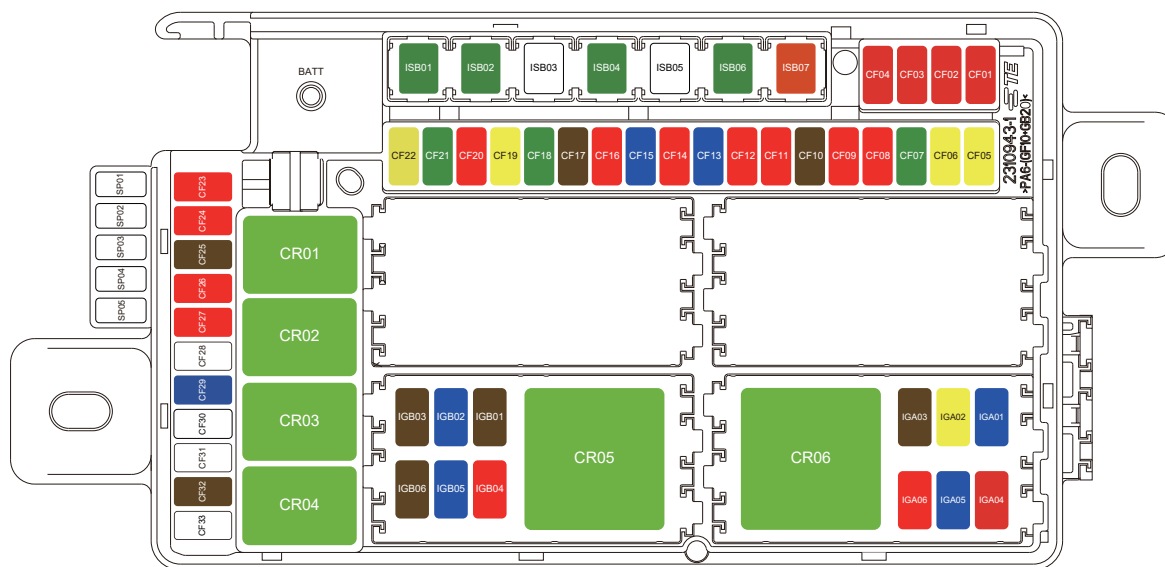 BATT
ISB01 ISB02 ISB03 ISB04 ISB05 ISB06 ISB07
CF04 CF03 CF02 CF01
TE
2310943-1
>PA6-(GF10+GB20)<
CF22 CF21 CF20 CF19 CF18 CF17 CF16 CF15 CF14 CF13 CF12 CF11 CF10 CF09 CF08 CF07 CF06 CF05
SP01
SP02
SP03
SP04
SP05
CF23
CF24
CF25
CF26
CF27
CF28
CF29
CF30
CF31
CF32
CF33
CR01
CR02
CR03
CR04
IGB03 IGB02 IGB01
IGB06 IGB05 IGB04
CR05
CR06
IGA03 IGA02 IGA01
IGA06 IGA05 IGA04